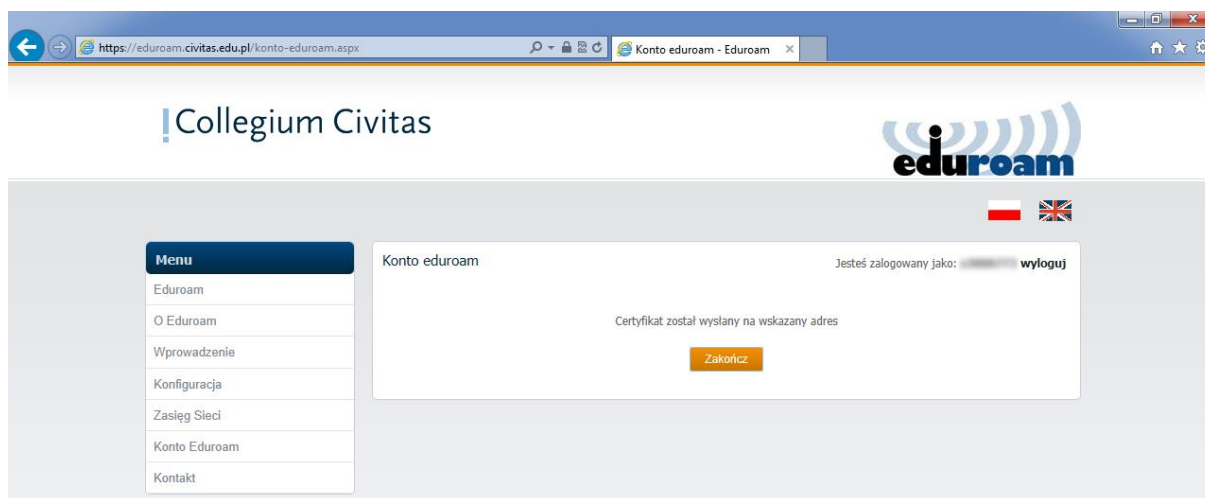 https://eduroam.civitas.edu.pl/konto-eduroam.aspx
Konto eduroam - Eduroam
Collegium Civitas
eduroam
Menu
Eduroam
O Eduroam
Wprowadzenie
Konfiguracja
Zasięg Sieci
Konto Eduroam
Kontakt
Konto eduroam
Jesteś zalogowany jako: wyloguj
Certyfikat został wysłany na wskazany adres
Zakończ